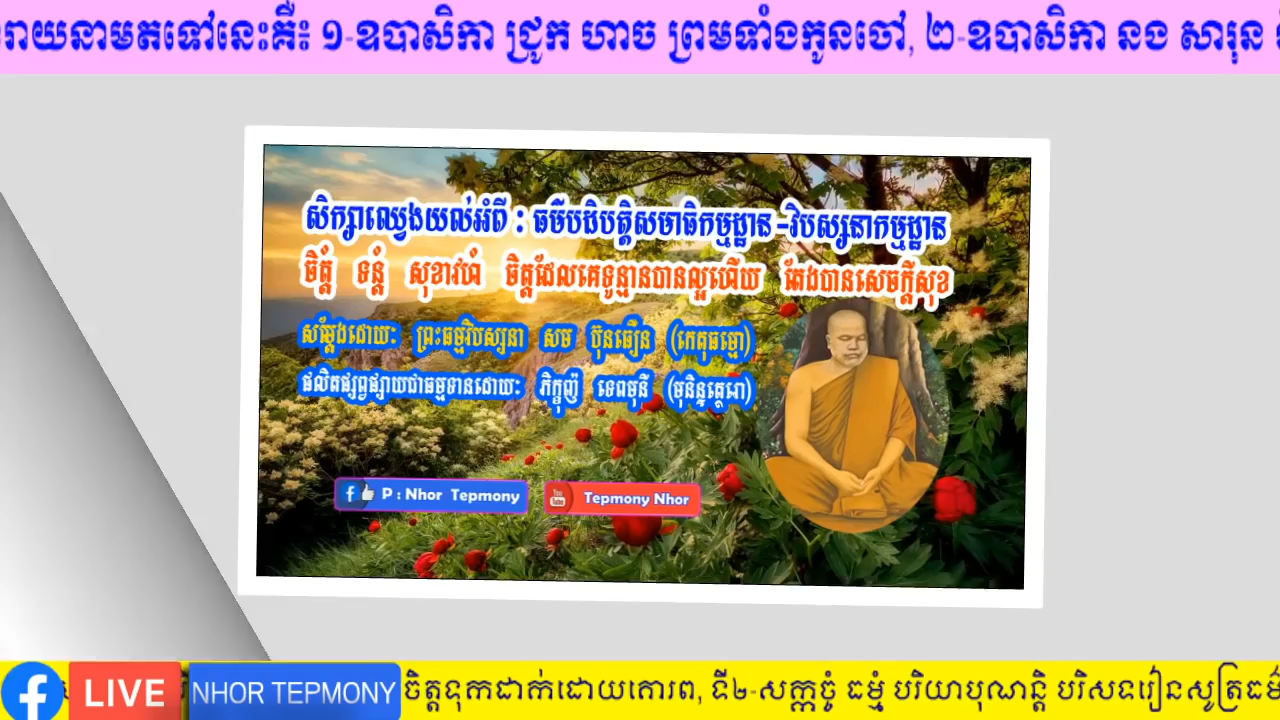 រាយនាមតទៅនេះគឺ៖ ១-ឧបាសិកា ជ្រូក ហាច ព្រមទាំងកូនចៅ, ២-ឧបាសិកា នង សារុន
សិក្សាឈ្វេងយល់អំពី : ធម៌បដិបត្តិសមាធិកម្មដ្ឋាន-វិបស្សនាកម្មដ្ឋាន
ចិត្តំ ទន្តំ សុខាវហំ ចិត្តដែលគេទូន្មានបានល្អហើយ តែងបានសេចក្តីសុខ
សម្តែងដោយៈ ព្រះធម្មវិបស្សនា សម ប៊ុនធឿន (កេតុធម្មោ)
ផលិតផ្សព្វផ្សាយជាធម្មទានដោយៈ ភិក្ខុញ៉ ទេពមុនី (មុនិន្ទត្ថេរោ)
P : Nhor Tepmony
You Tube Tepmony Nhor
LIVE NHOR TEPMONY ចិត្តទុកដាក់ដោយគោរព, ទី២-សក្កច្ចំ ធម្មំ បរិយាបុណន្តិ បរិសទរៀនសូត្រធម៌